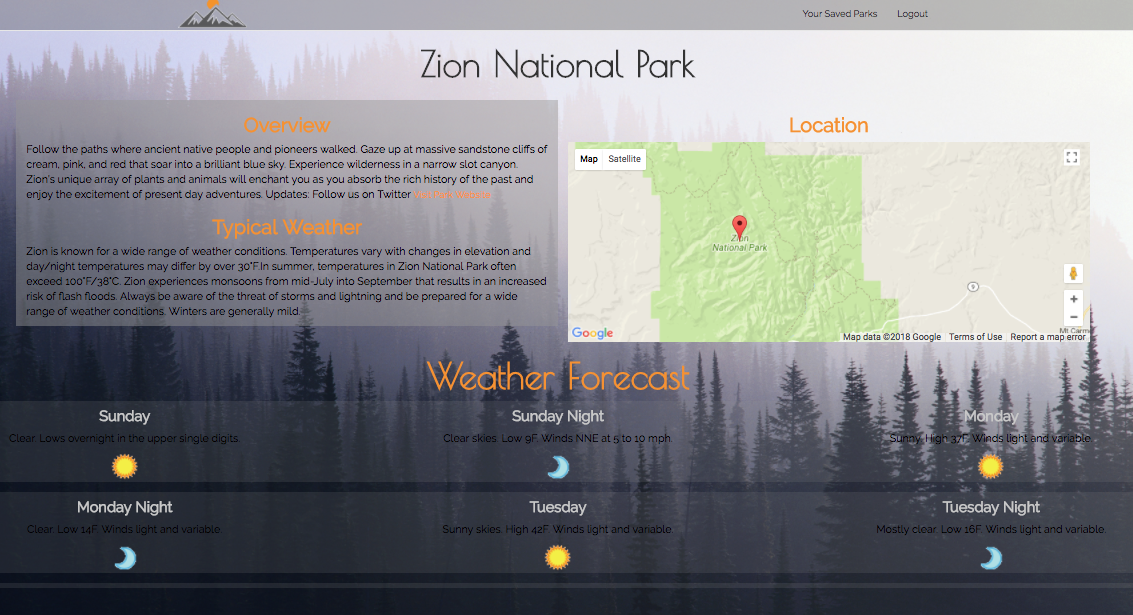 Your Saved Parks Logout
Zion National Park
Overview
Follow the paths where ancient native people and pioneers walked. Gaze up at massive sandstone cliffs of
cream, pink, and red that soar into a brilliant blue sky. Experience wilderness in a narrow slot canyon.
Zion's unique array of plants and animals will enchant you as you absorb the rich history of the past and
enjoy the excitement of present day adventures. Updates: Follow us on Twitter
Typical Weather
Zion is known for a wide range of weather conditions. Temperatures vary with changes in elevation and
day/night temperatures may differ by over 30°F.In summer, temperatures in Zion National Park often
exceed 100°F/38°C. Zion experiences monsoons from mid-July into September that results in an increased
risk of flash floods. Always be aware of the threat of storms and lightning and be prepared for a wide
range of weather conditions. Winters are generally mild.
Location
Map Satellite
Zion
National Park
9
Mt Carme
Google
Map data ©2018 Google Terms of Use Report a map error
Weather Forecast
Sunday Sunday Night Monday
Clear. Lows overnight in the upper single digits. Clear skies. Low 9F. Winds NNE at 5 to 10 mph. Sunny. High 37F. Winds light and variable.
Monday Night Tuesday Tuesday Night
Clear. Low 14F. Winds light and variable. Sunny skies. High 42F. Winds light and variable. Mostly clear. Low 16F. Winds light and variable.